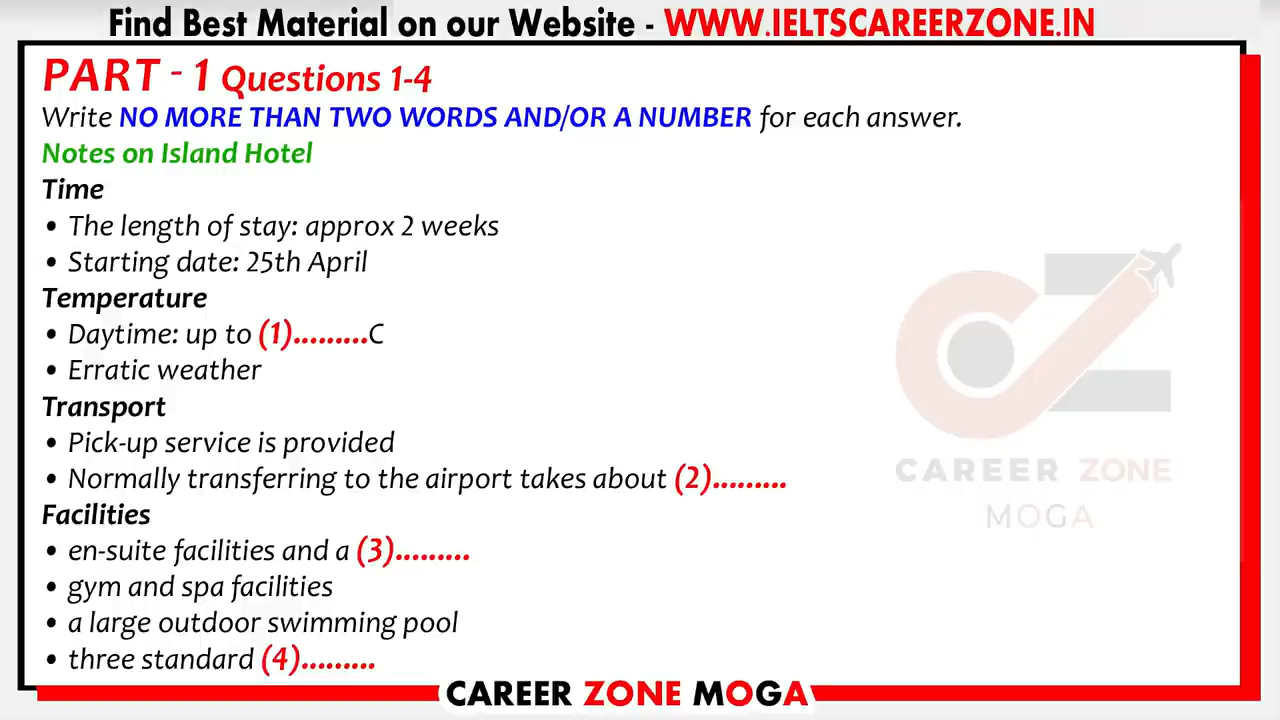 Find Best Material on our Website - WWW.IELTSCAREERZONE.IN
PART - 1 Questions 1-4
Write NO MORE THAN TWO WORDS AND/OR A NUMBER for each answer.
Notes on Island Hotel
Time
• The length of stay: approx 2 weeks
• Starting date: 25th April
Temperature
• Daytime: up to (1).........C
• Erratic weather
Transport
• Pick-up service is provided
• Normally transferring to the airport takes about (2).........
Facilities
• en-suite facilities and a (3).........
• gym and spa facilities
• a large outdoor swimming pool
• three standard (4).........
CZ
CAREER ZONE
MOGA
CAREER ZONE MOGA